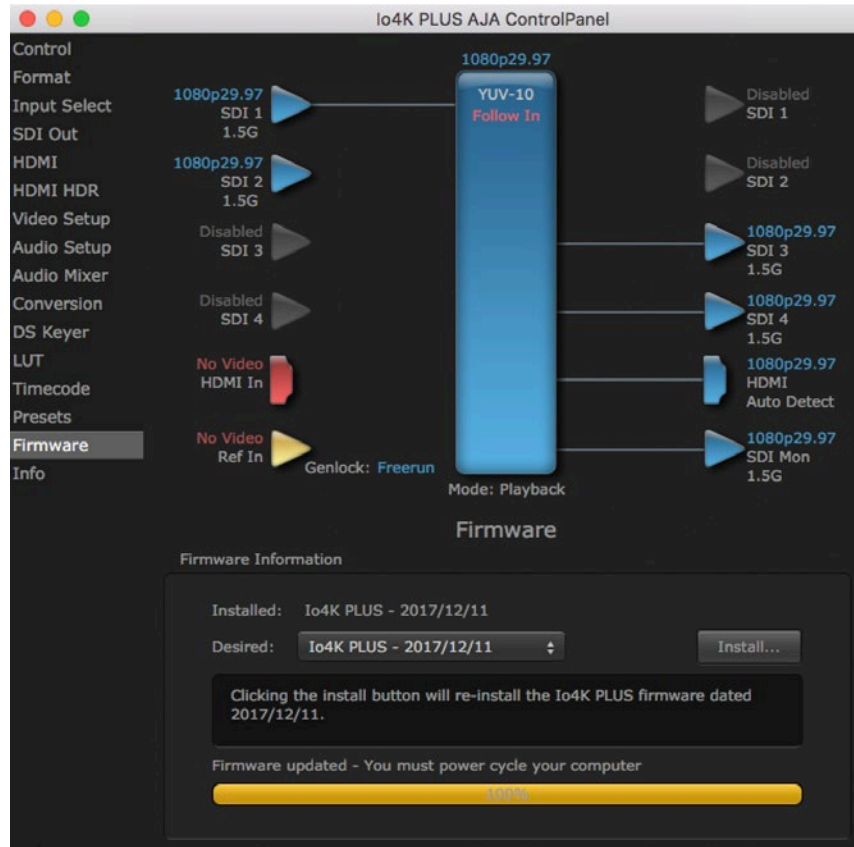 Io4K PLUS AJA ControlPanel
Control
Format
Input Select
SDI Out
HDMI
HDMI HDR
Video Setup
Audio Setup
Audio Mixer
Conversion
DS Keyer
LUT
Timecode
Presets
Firmware
Info
1080p29.97
SDI 1
1.5G
1080p29.97
SDI 2
1.5G
Disabled
SDI 3
Disabled
SDI 4
No Video
HDMI In
No Video
Ref In
Genlock: Freerun
1080p29.97
YUV-10
Follow In
Mode: Playback
Disabled
SDI 1
Disabled
SDI 2
1080p29.97
SDI 3
1.5G
1080p29.97
SDI 4
1.5G
1080p29.97
HDMI
Auto Detect
1080p29.97
SDI Mon
1.5G
Firmware
Firmware Information
Installed: Io4K PLUS - 2017/12/11
Desired: Io4K PLUS - 2017/12/11 Install...
Clicking the install button will re-install the Io4K PLUS firmware dated
2017/12/11.
Firmware updated - You must power cycle your computer
100%